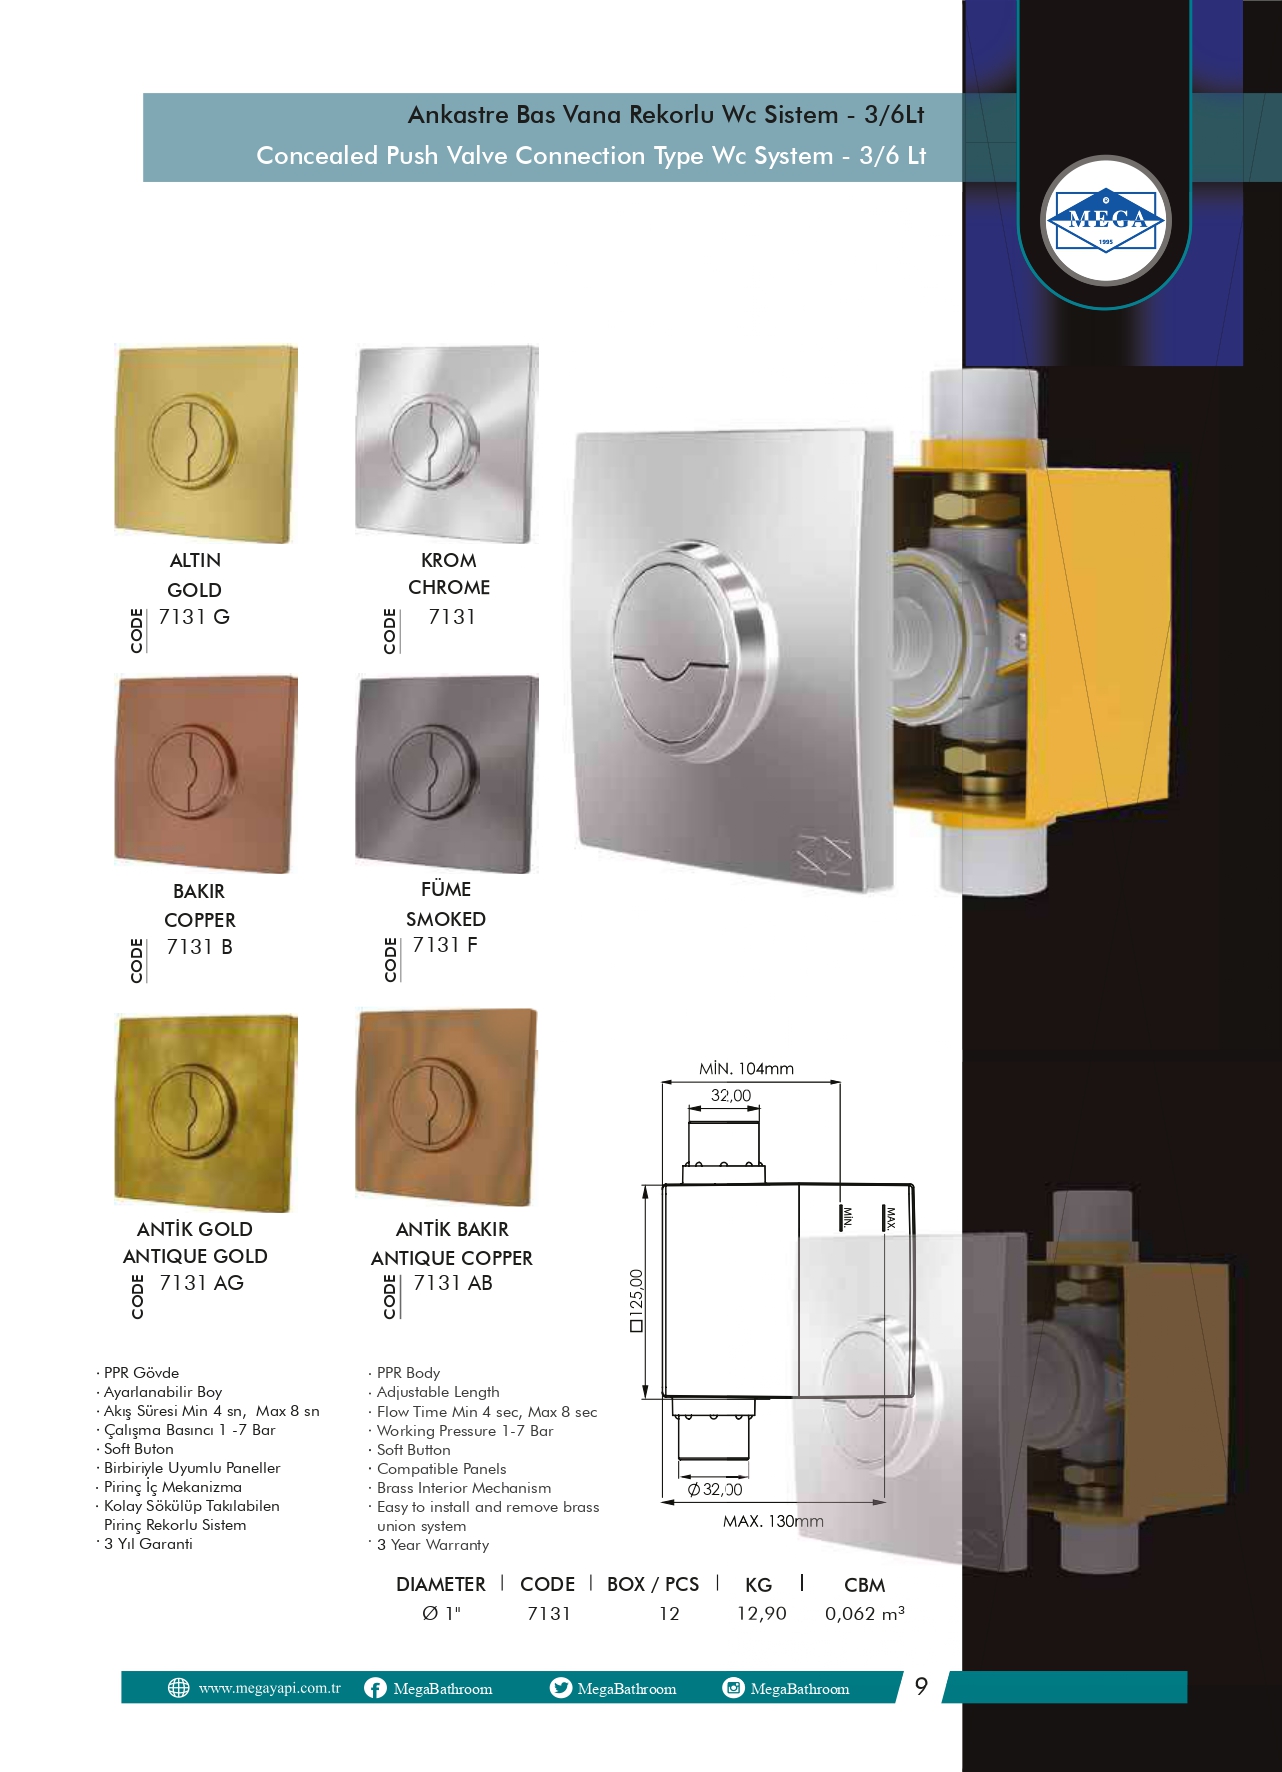 Ankastre Bas Vana Rekorlu Wc Sistem - 3/6Lt
Concealed Push Valve Connection Type Wc System - 3/6 Lt
MEGA
1995
ALTIN
GOLD
CODE 7131 G
KROM
CHROME
CODE 7131
BAKIR
COPPER
CODE 7131 B
FÜME
SMOKED
CODE 7131 F
ANTİK GOLD
ANTIQUE GOLD
CODE 7131 AG
ANTİK BAKIR
ANTIQUE COPPER
CODE 7131 AB
MİN. 104mm
32,00
MİN.
MAX.
□125,00
Ø32,00
MAX. 130mm
· PPR Gövde
· Ayarlanabilir Boy
· Akış Süresi Min 4 sn, Max 8 sn
· Çalışma Basıncı 1 -7 Bar
· Soft Buton
· Birbiriyle Uyumlu Paneller
· Pirinç İç Mekanizma
· Kolay Sökülüp Takılabilen
Pirinç Rekorlu Sistem
· 3 Yıl Garanti
· PPR Body
· Adjustable Length
· Flow Time Min 4 sec, Max 8 sec
· Working Pressure 1-7 Bar
· Soft Button
· Compatible Panels
· Brass Interior Mechanism
· Easy to install and remove brass
union system
· 3 Year Warranty
DIAMETER | CODE | BOX / PCS | KG | CBM
Ø 1" 7131 12 12,90 0,062 m³
www.megayapi.com.tr MegaBathroom MegaBathroom MegaBathroom 9